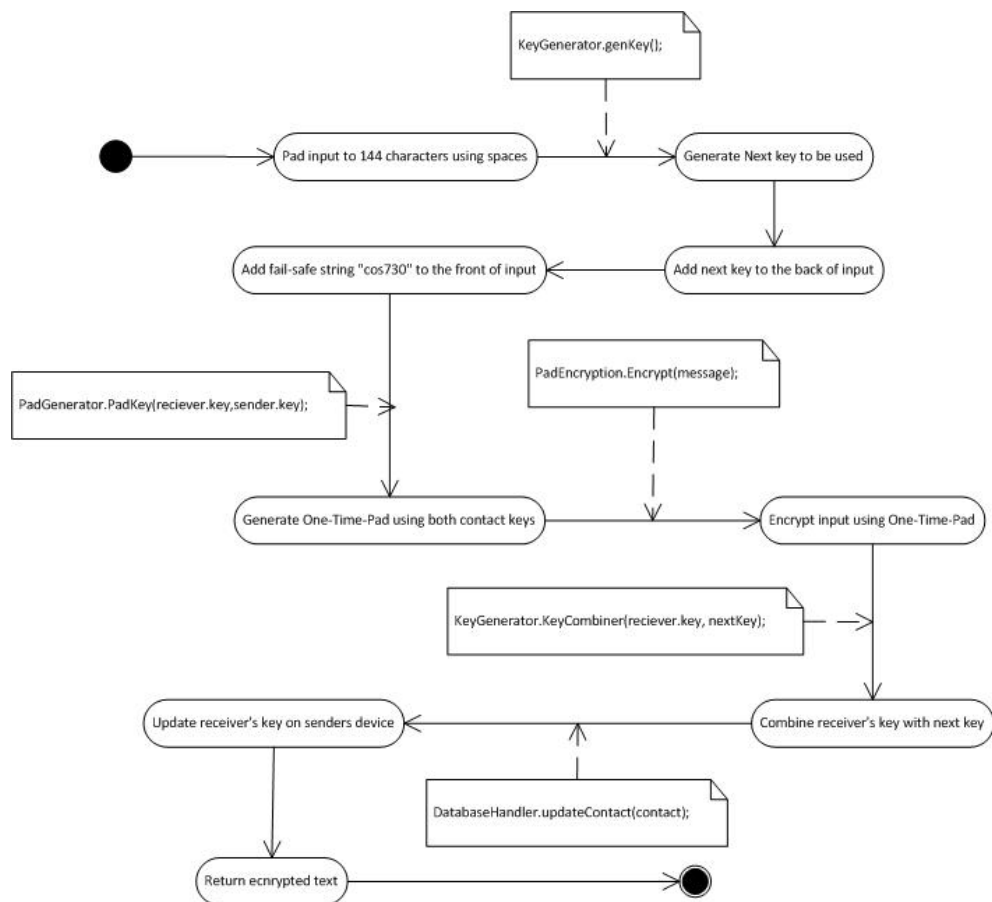 KeyGenerator.genKey();
Pad input to 144 characters using spaces
Generate Next key to be used
Add fail-safe string "cos730" to the front of input
Add next key to the back of input
PadEncryption.Encrypt(message);
PadGenerator.PadKey(reciever.key,sender.key);
Generate One-Time-Pad using both contact keys
Encrypt input using One-Time-Pad
KeyGenerator.KeyCombiner(reciever.key, nextKey);
Update receiver's key on senders device
Combine receiver's key with next key
DatabaseHandler.updateContact(contact);
Return ecnrypted text